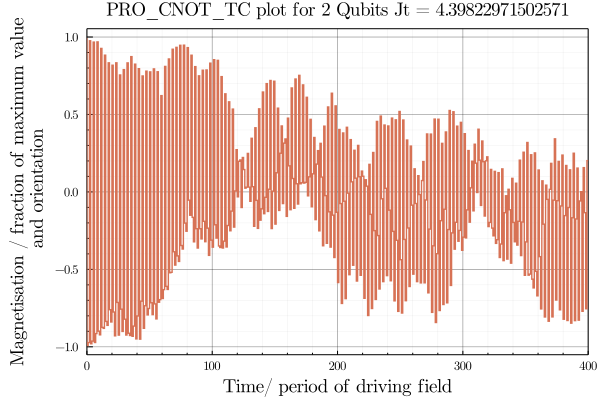 PRO_CNOT_TC plot for 2 Qubits Jt = 4.39822971502571
Magnetisation / fraction of maximum value
and orientation
1.0
0.5
0.0
−0.5
−1.0
0 100 200 300 400
Time/ period of driving field